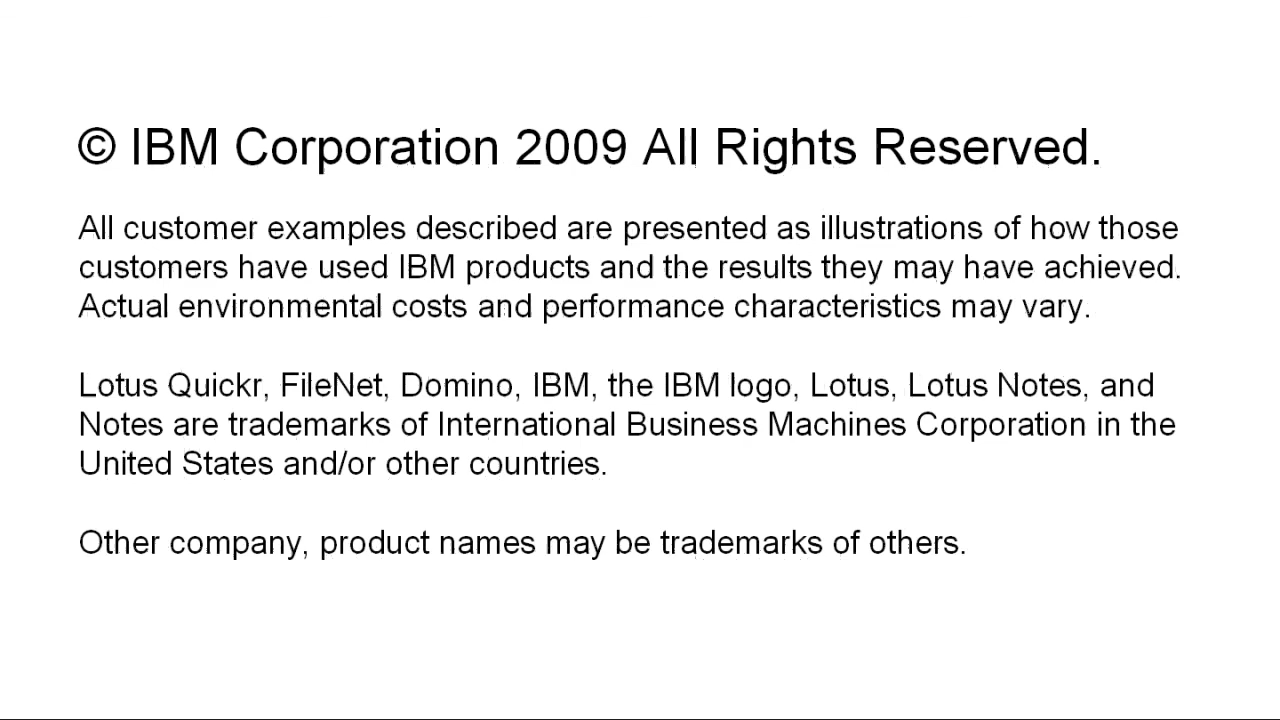 © IBM Corporation 2009 All Rights Reserved.
All customer examples described are presented as illustrations of how those
customers have used IBM products and the results they may have achieved.
Actual environmental costs and performance characteristics may vary.
Lotus Quickr, FileNet, Domino, IBM, the IBM logo, Lotus, Lotus Notes, and
Notes are trademarks of International Business Machines Corporation in the
United States and/or other countries.
Other company, product names may be trademarks of others.